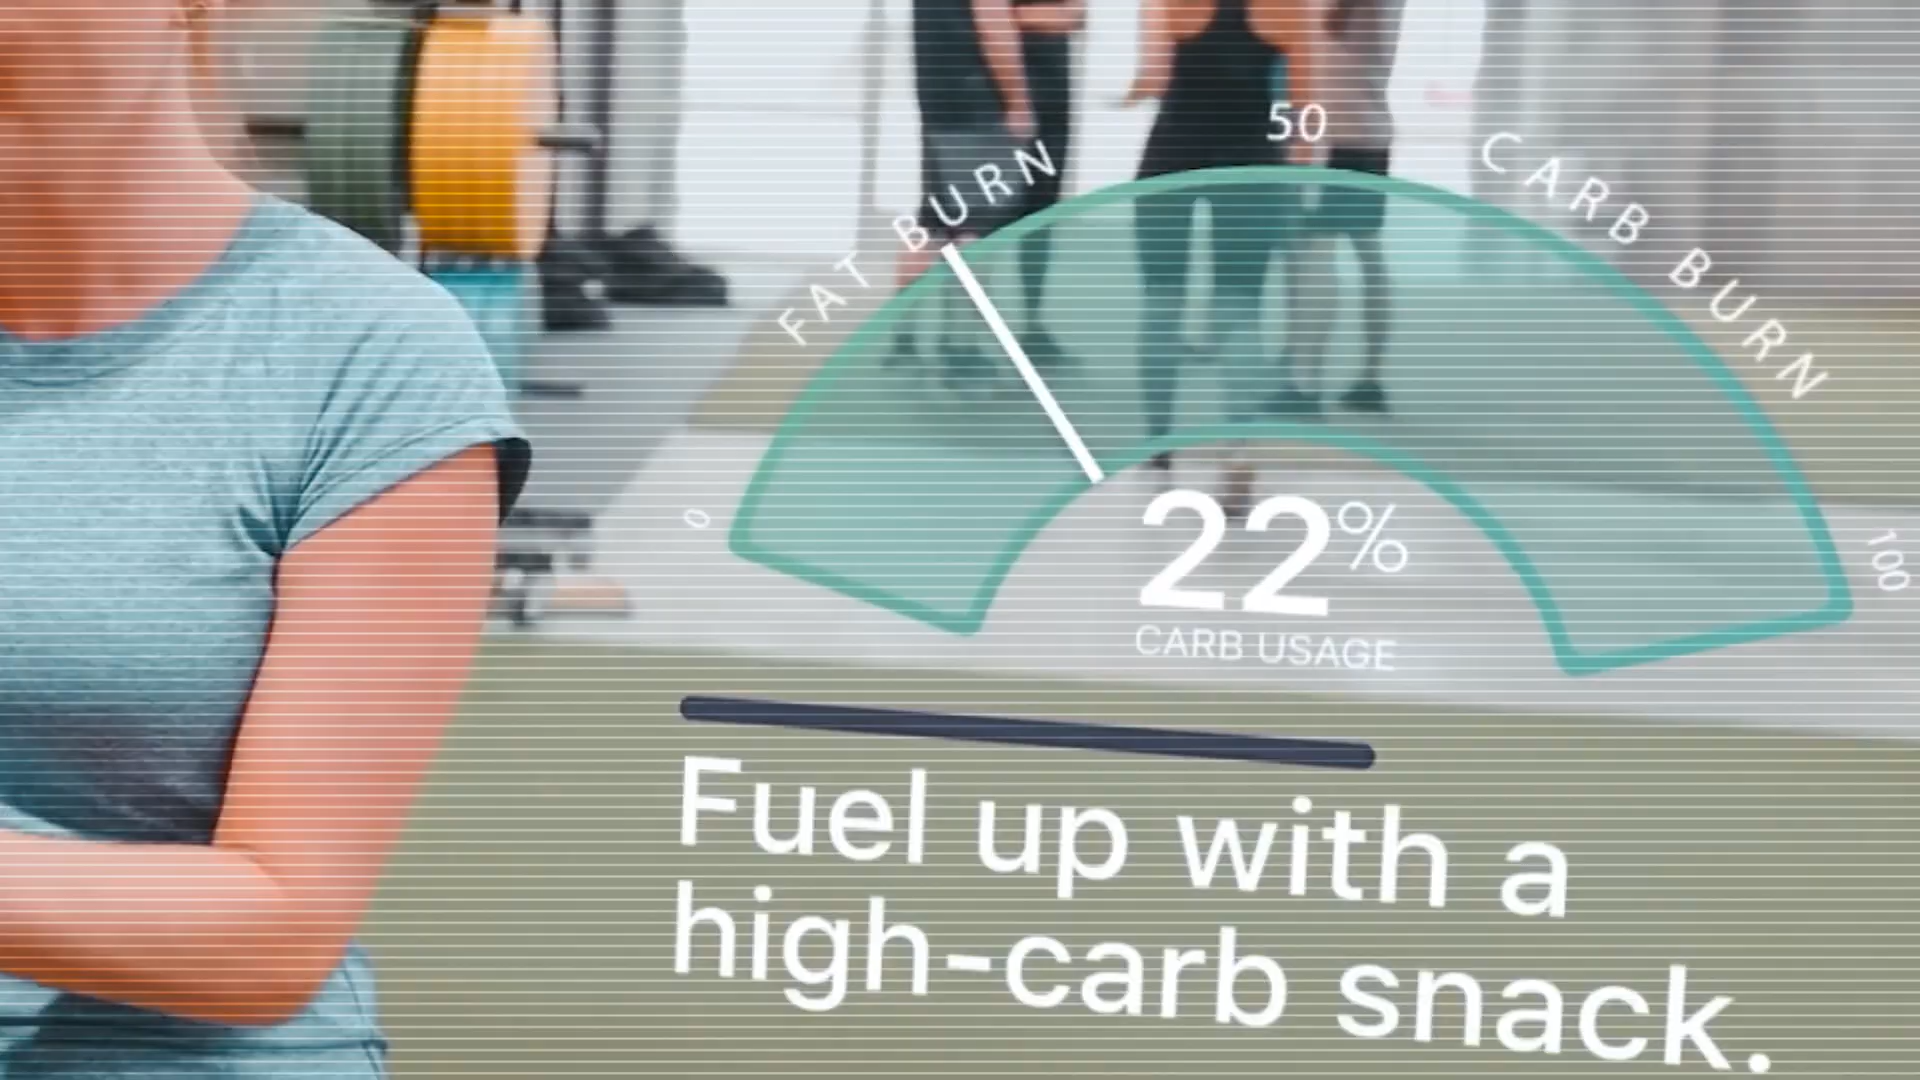 50
FAT BURN
CARB BURN
0
100
22%
CARB USAGE
Fuel up with a
high-carb snack.